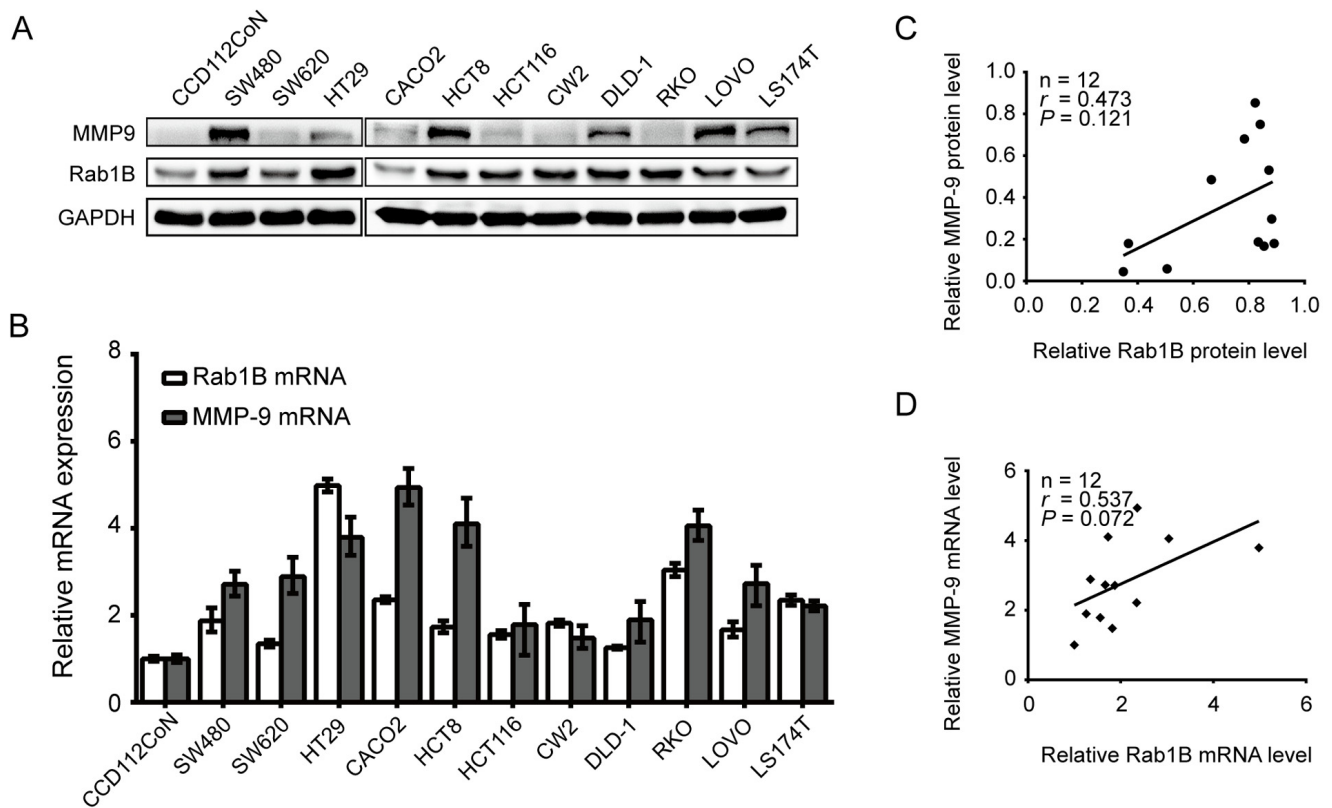 A
CCD112CoN SW480 SW620 HT29 CACO2 HCT8 HCT116 CW2 DLD-1 RKO LOVO LS174T
MMP9
Rab1B
GAPDH
B
Relative mRNA expression
8
6
4
2
0
Rab1B mRNA
MMP-9 mRNA
CCD112CoN SW480 SW620 HT29 CACO2 HCT8 HCT116 CW2 DLD-1 RKO LOVO LS174T
C
Relative MMP-9 protein level
1.0
0.8
0.6
0.4
0.2
0.0
n = 12
r = 0.473
P = 0.121
0.0 0.2 0.4 0.6 0.8 1.0
Relative Rab1B protein level
D
Relative MMP-9 mRNA level
6
4
2
0
n = 12
r = 0.537
P = 0.072
0 2 4 6
Relative Rab1B mRNA level